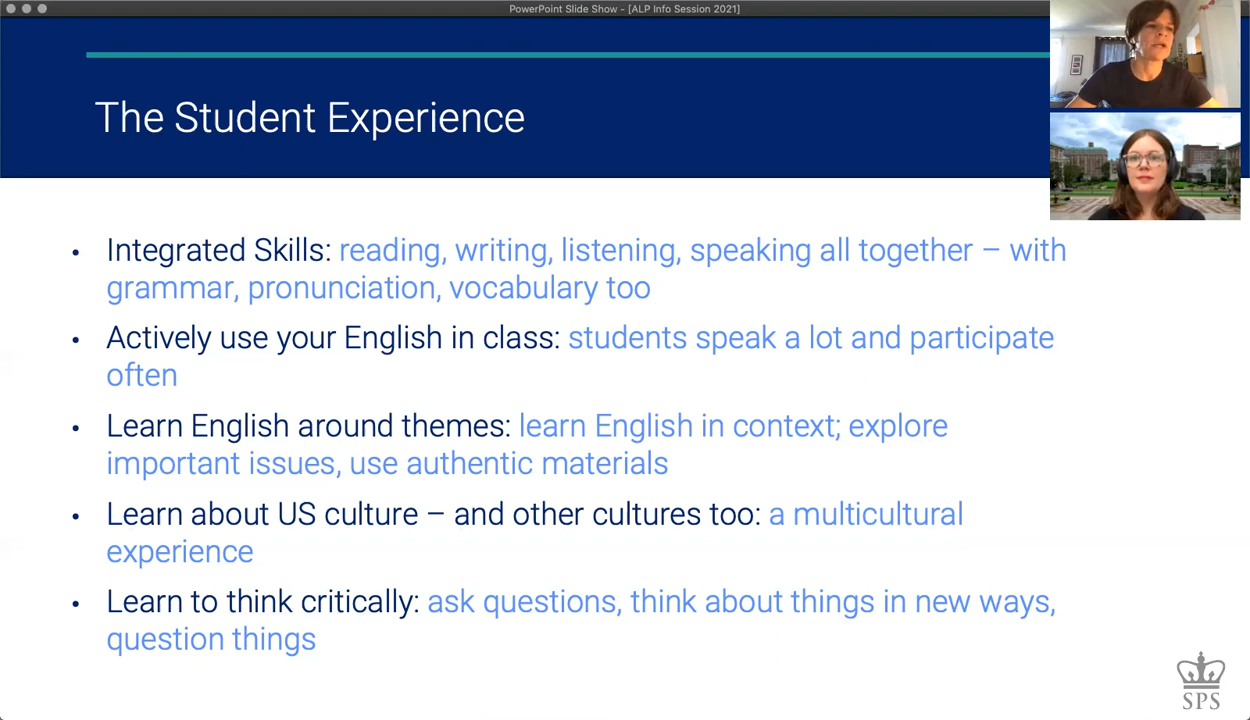 PowerPoint Slide Show - [ALP Info Session 2021]
The Student Experience
• Integrated Skills: reading, writing, listening, speaking all together – with
grammar, pronunciation, vocabulary too
• Actively use your English in class: students speak a lot and participate
often
• Learn English around themes: learn English in context; explore
important issues, use authentic materials
• Learn about US culture – and other cultures too: a multicultural
experience
• Learn to think critically: ask questions, think about things in new ways,
question things
SPS